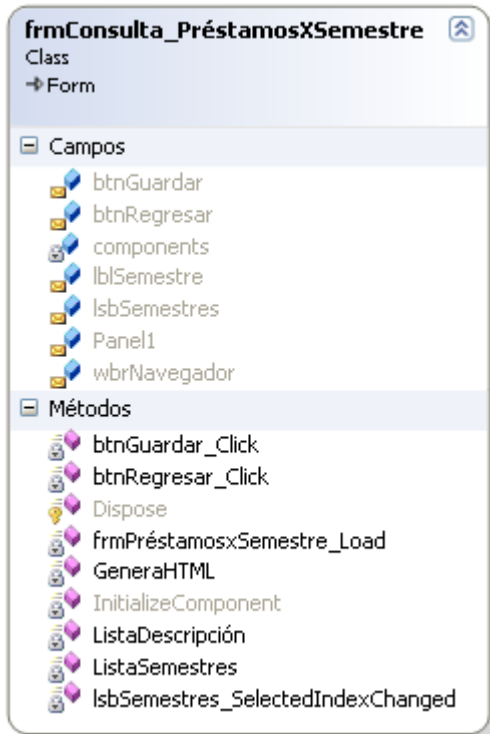 frmConsulta_PréstamosXSemestre
Class
Form
Campos
btnGuardar
btnRegresar
components
lblSemestre
lsbSemestres
Panel1
wbrNavegador
Métodos
btnGuardar_Click
btnRegresar_Click
Dispose
frmPréstamosxSemestre_Load
GeneraHTML
InitializeComponent
ListaDescripción
ListaSemestres
lsbSemestres_SelectedIndexChanged